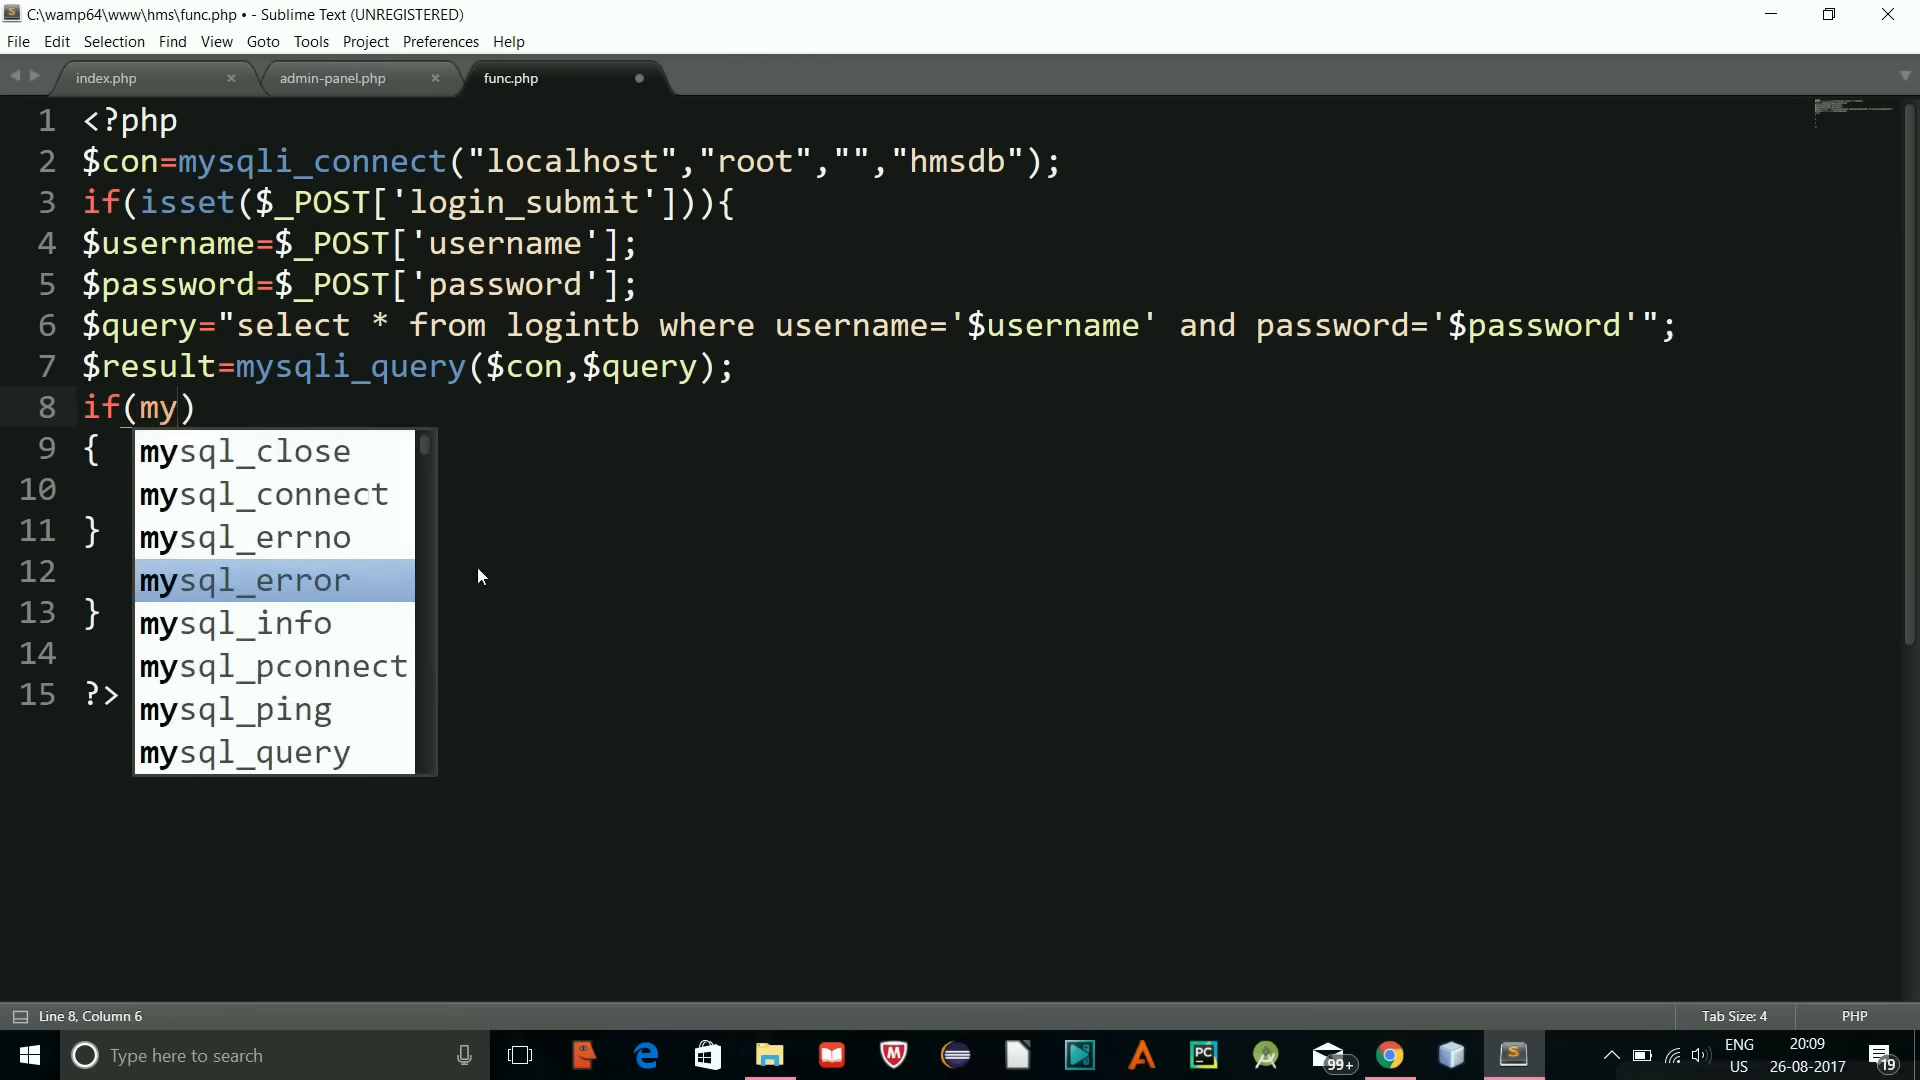 C:\wamp64\www\hms\func.php • - Sublime Text (UNREGISTERED)
File Edit Selection Find View Goto Tools Project Preferences Help
index.php admin-panel.php func.php
1 <?php
2 $con=mysqli_connect("localhost","root","","hmsdb");
3 if(isset($_POST['login_submit'])){
4 $username=$_POST['username'];
5 $password=$_POST['password'];
6 $query="select * from logintb where username='$username' and password='$password'";
7 $result=mysqli_query($con,$query);
8 if(my)
9 {
mysql_close
10
mysql_connect
11 }
mysql_errno
12
mysql_error
13 }
mysql_info
14
mysql_pconnect
15 ?>
mysql_ping
mysql_query
Line 8, Column 6 Tab Size: 4 PHP
Type here to search PC 99+ ENG 20:09 19
US 26-08-2017